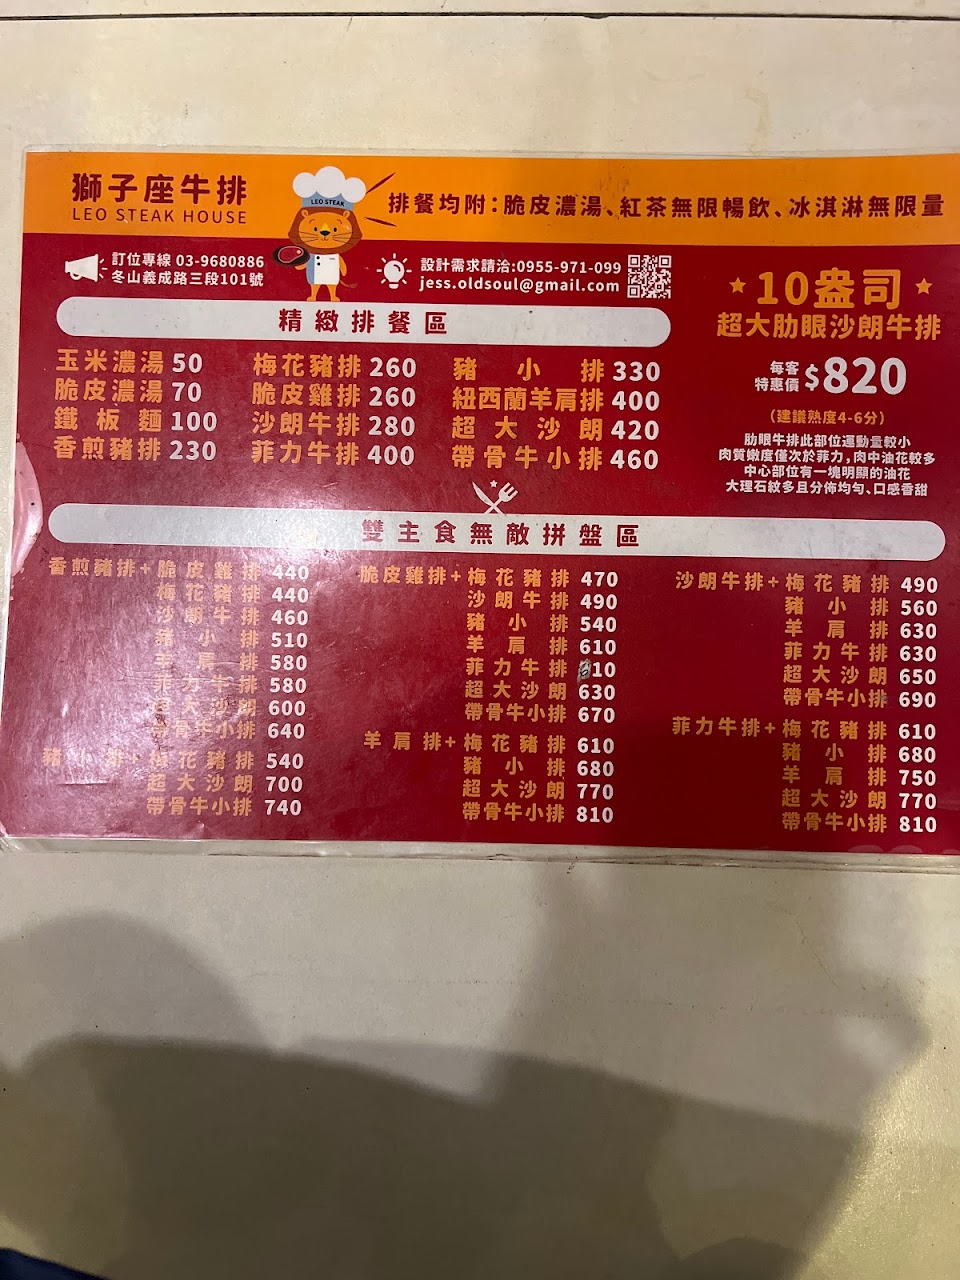 獅子座牛排
LEO STEAK HOUSE
LEO STEAK
排餐均附：脆皮濃湯、紅茶無限暢飲、冰淇淋無限量
訂位專線 03-9680886
冬山義成路三段101號
設計需求請洽:0955-971-099
jess.oldsoul@gmail.com
精緻排餐區
玉米濃湯 50
脆皮濃湯 70
鐵板麵 100
香煎豬排 230
梅花豬排 260
脆皮雞排 260
沙朗牛排 280
菲力牛排 400
豬小排 330
紐西蘭羊肩排 400
超大沙朗 420
帶骨牛小排 460
10盎司
超大肋眼沙朗牛排
每客
特惠價 $820
(建議熟度4-6分)
肋眼牛排此部位運動量較小
肉質嫩度僅次於菲力,肉中油花較多
中心部位有一塊明顯的油花
大理石紋多且分佈均勻、口感香甜
雙主食無敵拼盤區
香煎豬排+脆皮雞排 440
梅花豬排 440
沙朗牛排 460
豬小排 510
羊肩排 580
菲力牛排 580
超大沙朗 600
帶骨牛小排 640
豬小排+梅花豬排 540
超大沙朗 700
帶骨牛小排 740
脆皮雞排+梅花豬排 470
沙朗牛排 490
豬小排 540
羊肩排 610
菲力牛排 10
超大沙朗 630
帶骨牛小排 670
羊肩排+梅花豬排 610
豬小排 680
超大沙朗 770
帶骨牛小排 810
沙朗牛排+梅花豬排 490
豬小排 560
羊肩排 630
菲力牛排 630
超大沙朗 650
帶骨牛小排 690
菲力牛排+梅花豬排 610
豬小排 680
羊肩排 750
超大沙朗 770
帶骨牛小排 810